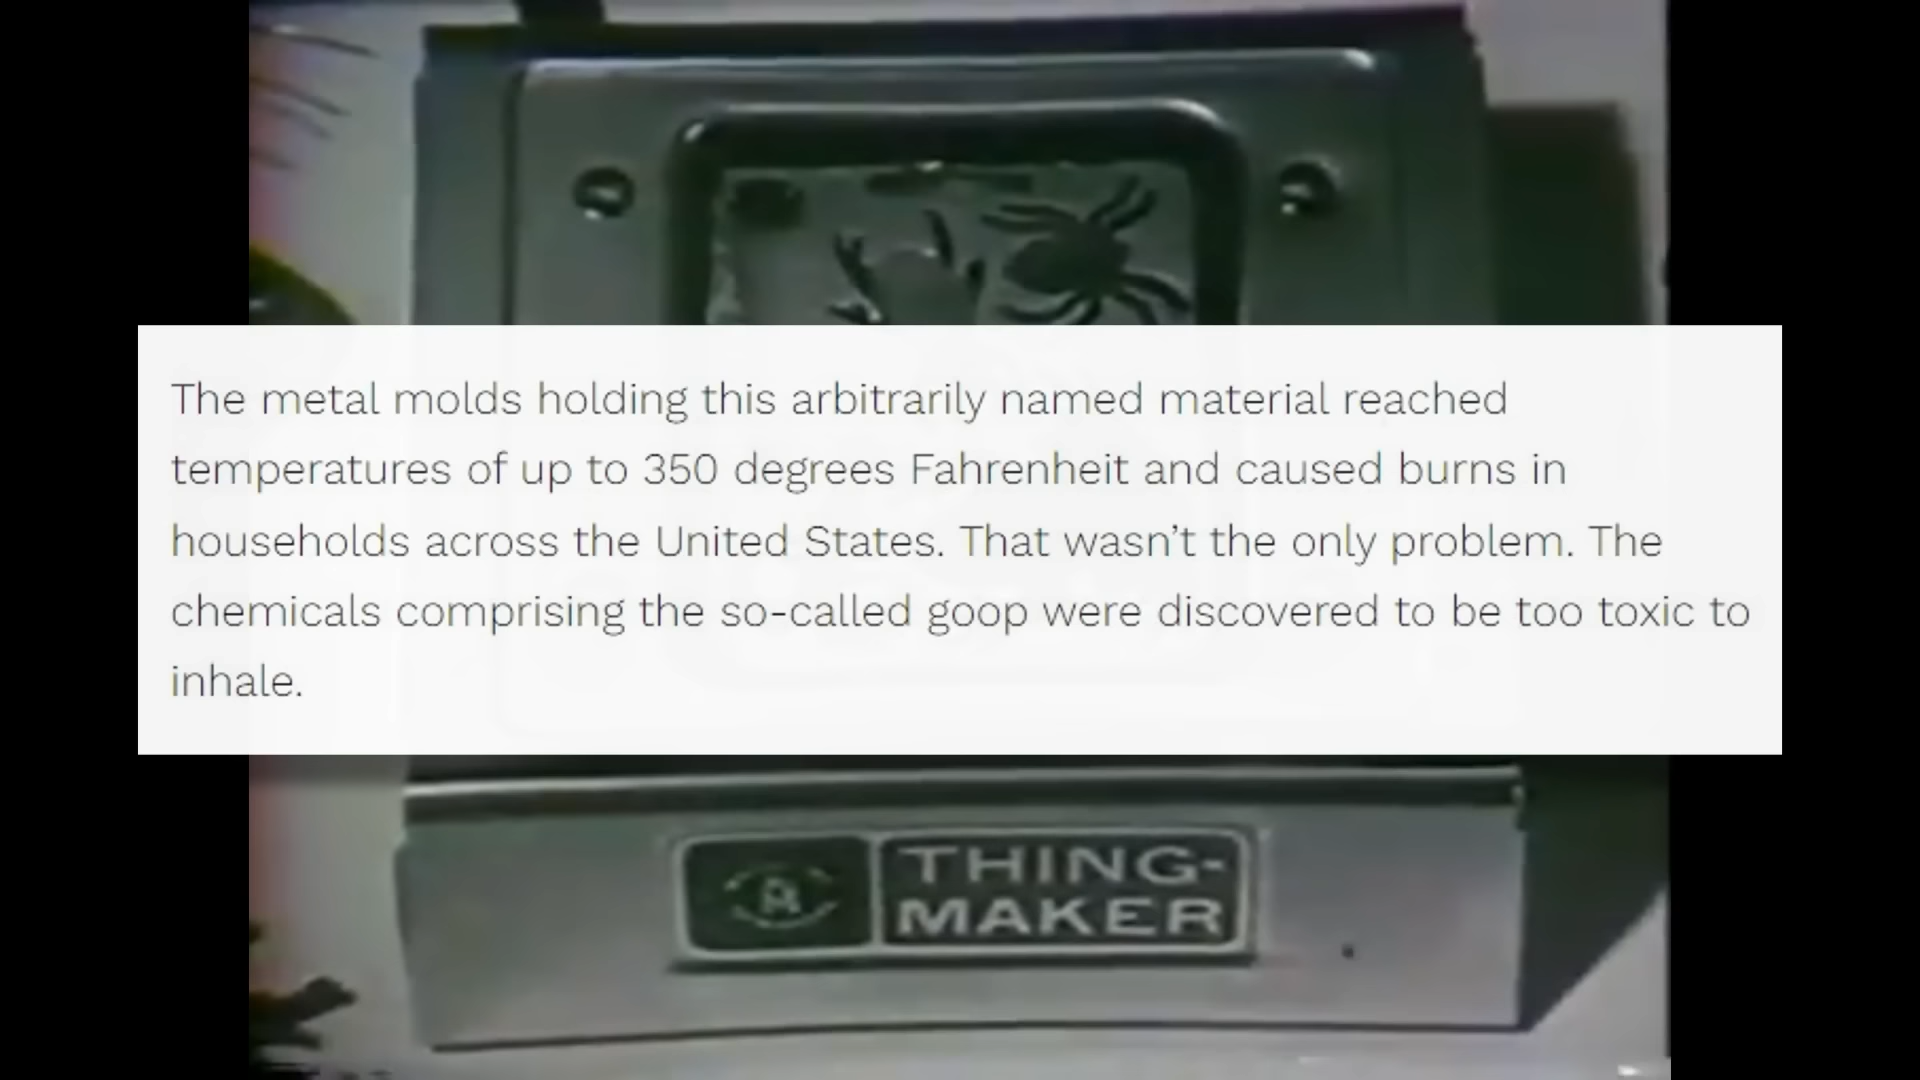 The metal molds holding this arbitrarily named material reached
temperatures of up to 350 degrees Fahrenheit and caused burns in
households across the United States. That wasn't the only problem. The
chemicals comprising the so-called goop were discovered to be too toxic to
inhale.
THING-
MAKER